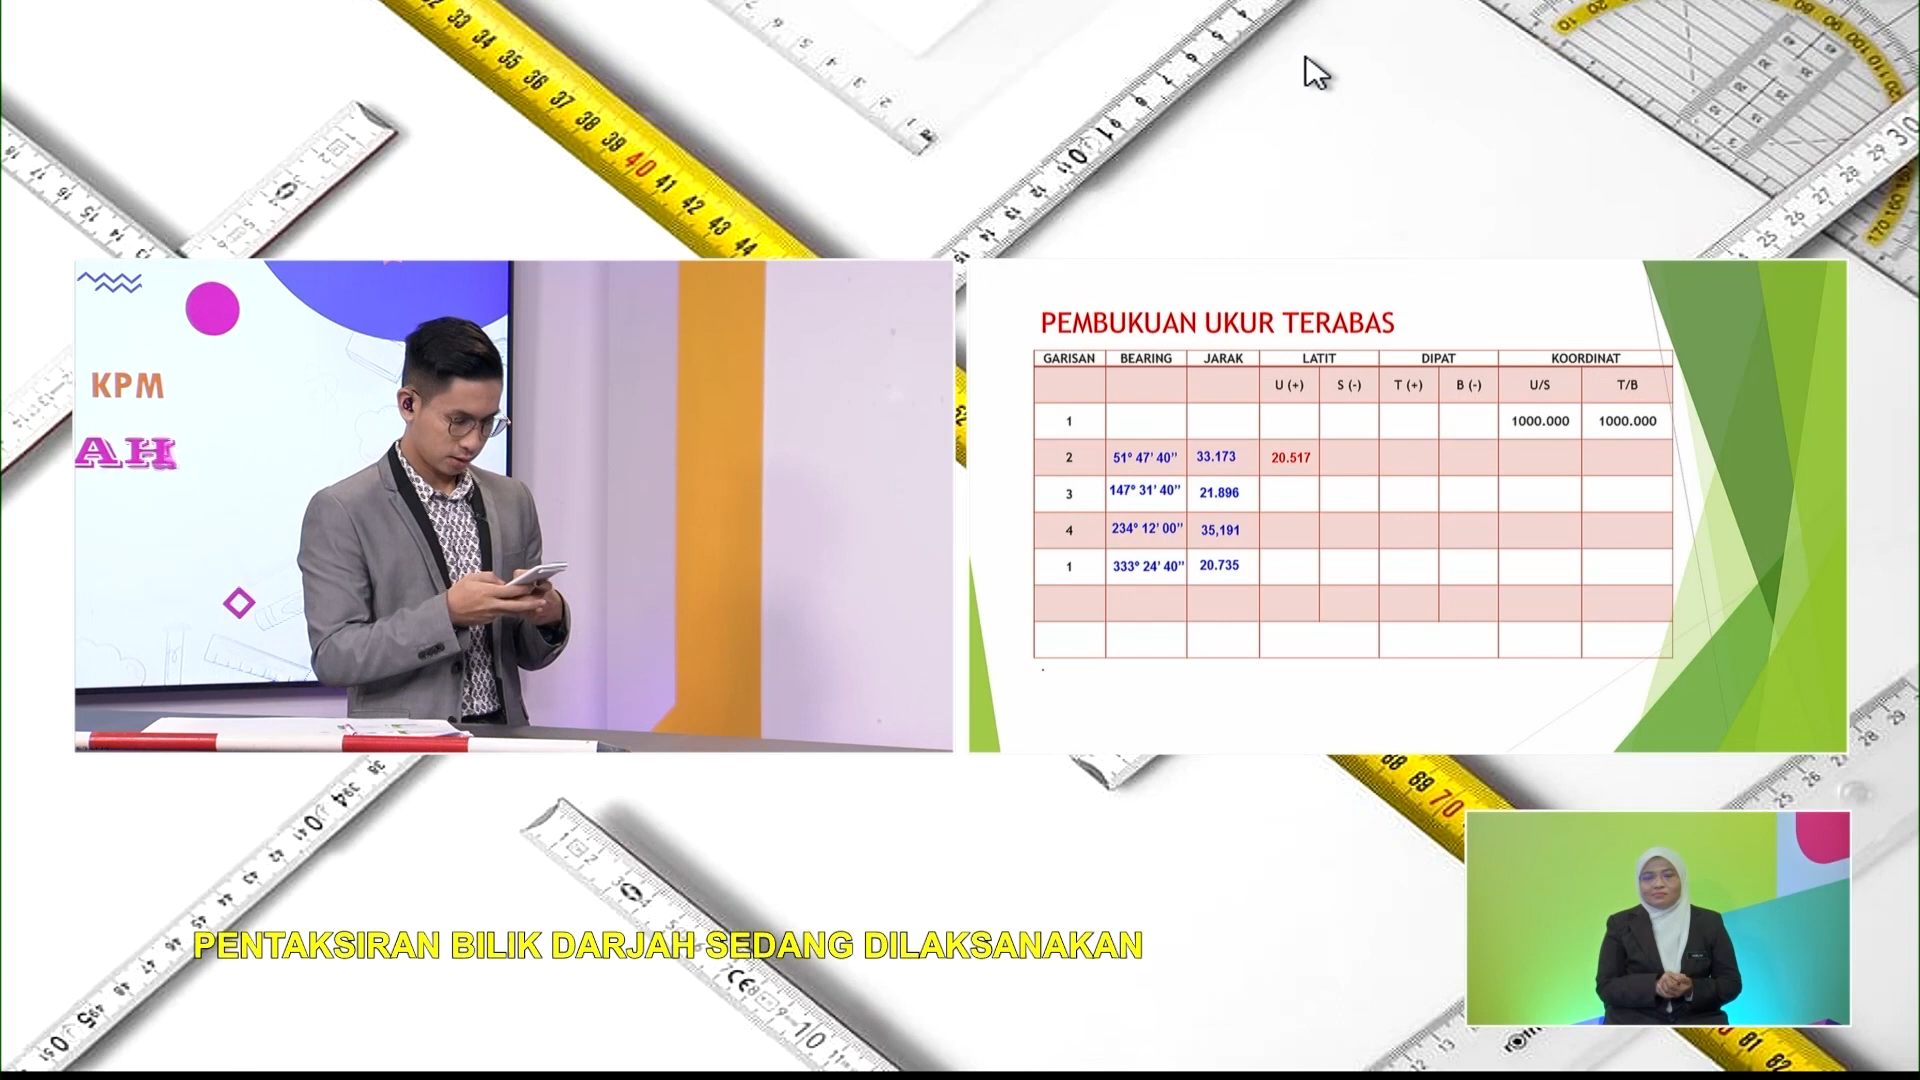 KPM
AH
PEMBUKUAN UKUR TERABAS
GARISAN BEARING JARAK LATIT DIPAT KOORDINAT
U (+) S (-) T (+) B (-) U/S T/B
1 1000.000 1000.000
2 51° 47' 40" 33.173 20.517
3 147° 31' 40" 21.896
4 234° 12' 00" 35,191
1 333° 24' 40" 20.735
.
PENTAKSIRAN BILIK DARJAH SEDANG DILAKSANAKAN